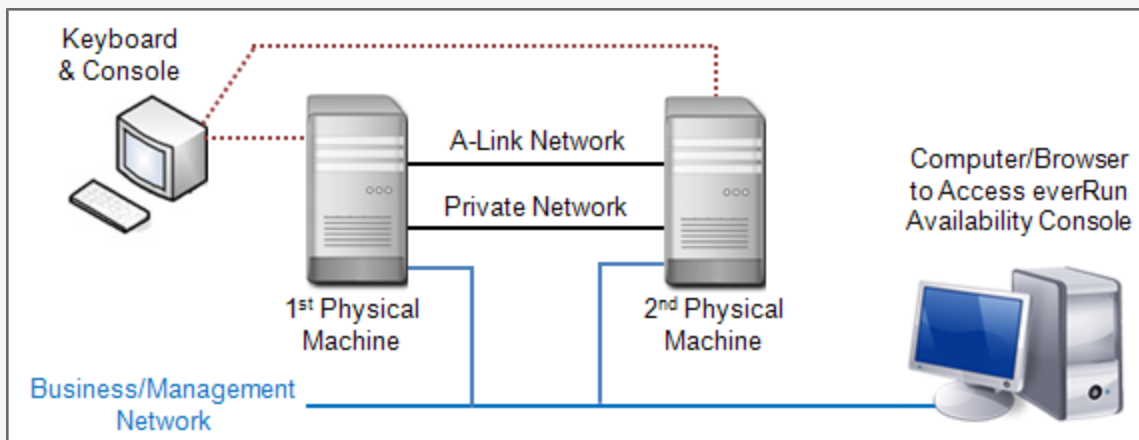 Keyboard
& Console
A-Link Network
Private Network
Computer/Browser
to Access everRun
Availability Console
1st Physical
Machine
2nd Physical
Machine
Business/Management
Network